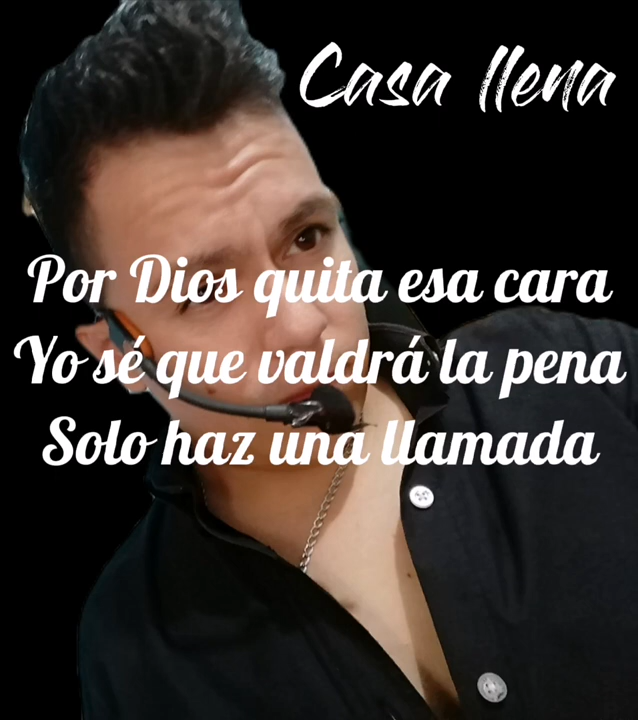 Casa llena
Por Dios quita esa cara
Yo sé que valdrá la pena
Solo haz una llamada